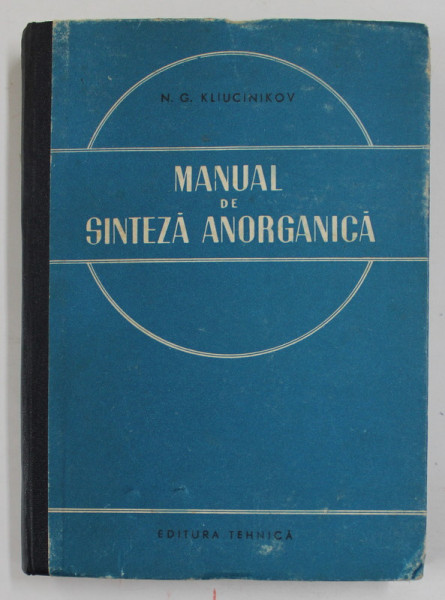 N. G. KLIUCINIKOV
MANUAL
DE
SINTEZĂ ANORGANICĂ
EDITURA TEHNICĂ